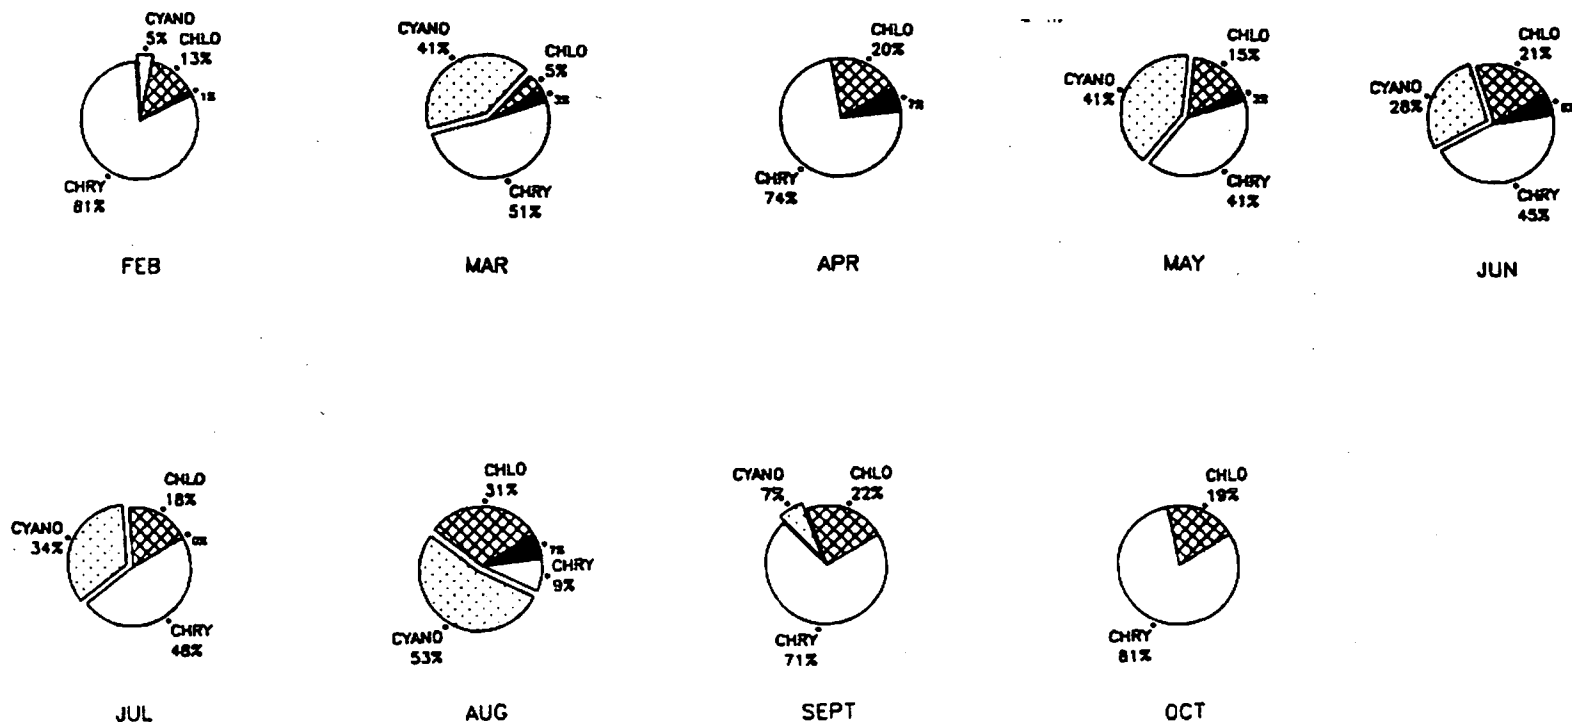 CYANO
5%
CHLO
13%
1%
CHRY
81%
FEB
CYANO
41%
CHLO
5%
3%
CHRY
51%
MAR
CHLO
20%
7%
CHRY
74%
APR
CHLO
15%
CYANO
41%
3%
CHRY
41%
MAY
CHLO
21%
CYANO
28%
CHRY
45%
JUN
CHLO
18%
CYANO
34%
CHRY
48%
JUL
CHLO
31%
7%
CHRY
9%
CYANO
53%
AUG
CYANO
7%
CHLO
22%
CHRY
71%
SEPT
CHLO
19%
CHRY
81%
OCT